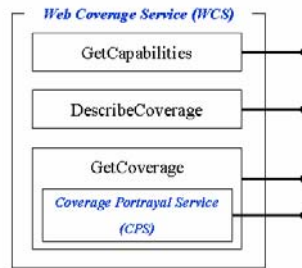 Web Coverage Service (WCS)
GetCapabilities
DescribeCoverage
GetCoverage
Coverage Portrayal Service
(CPS)